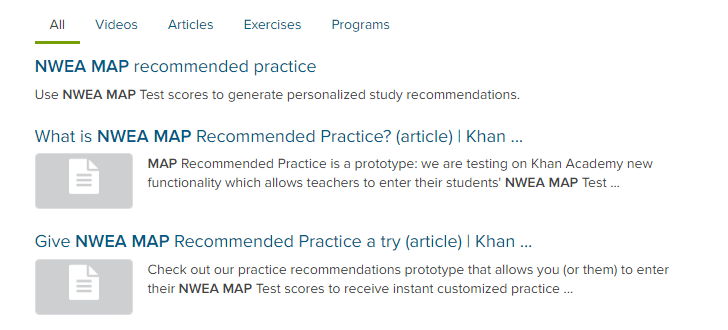 All Videos Articles Exercises Programs
NWEA MAP recommended practice
Use NWEA MAP Test scores to generate personalized study recommendations.
What is NWEA MAP Recommended Practice? (article) | Khan ...
MAP Recommended Practice is a prototype: we are testing on Khan Academy new
functionality which allows teachers to enter their students' NWEA MAP Test ...
Give NWEA MAP Recommended Practice a try (article) | Khan ...
Check out our practice recommendations prototype that allows you (or them) to enter
their NWEA MAP Test scores to receive instant customized practice ...